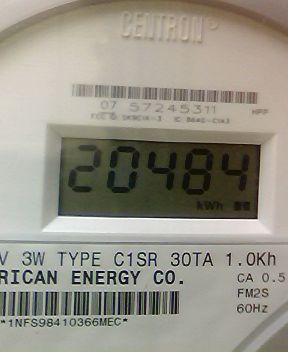 CENTRON®
07 57245311
HPP
20484
kWh
V 3W TYPE C1SR 30TA 1.0Kh
RICAN ENERGY CO.
CA 0.5
FM2S
60Hz
*1NFS98410366MEC*